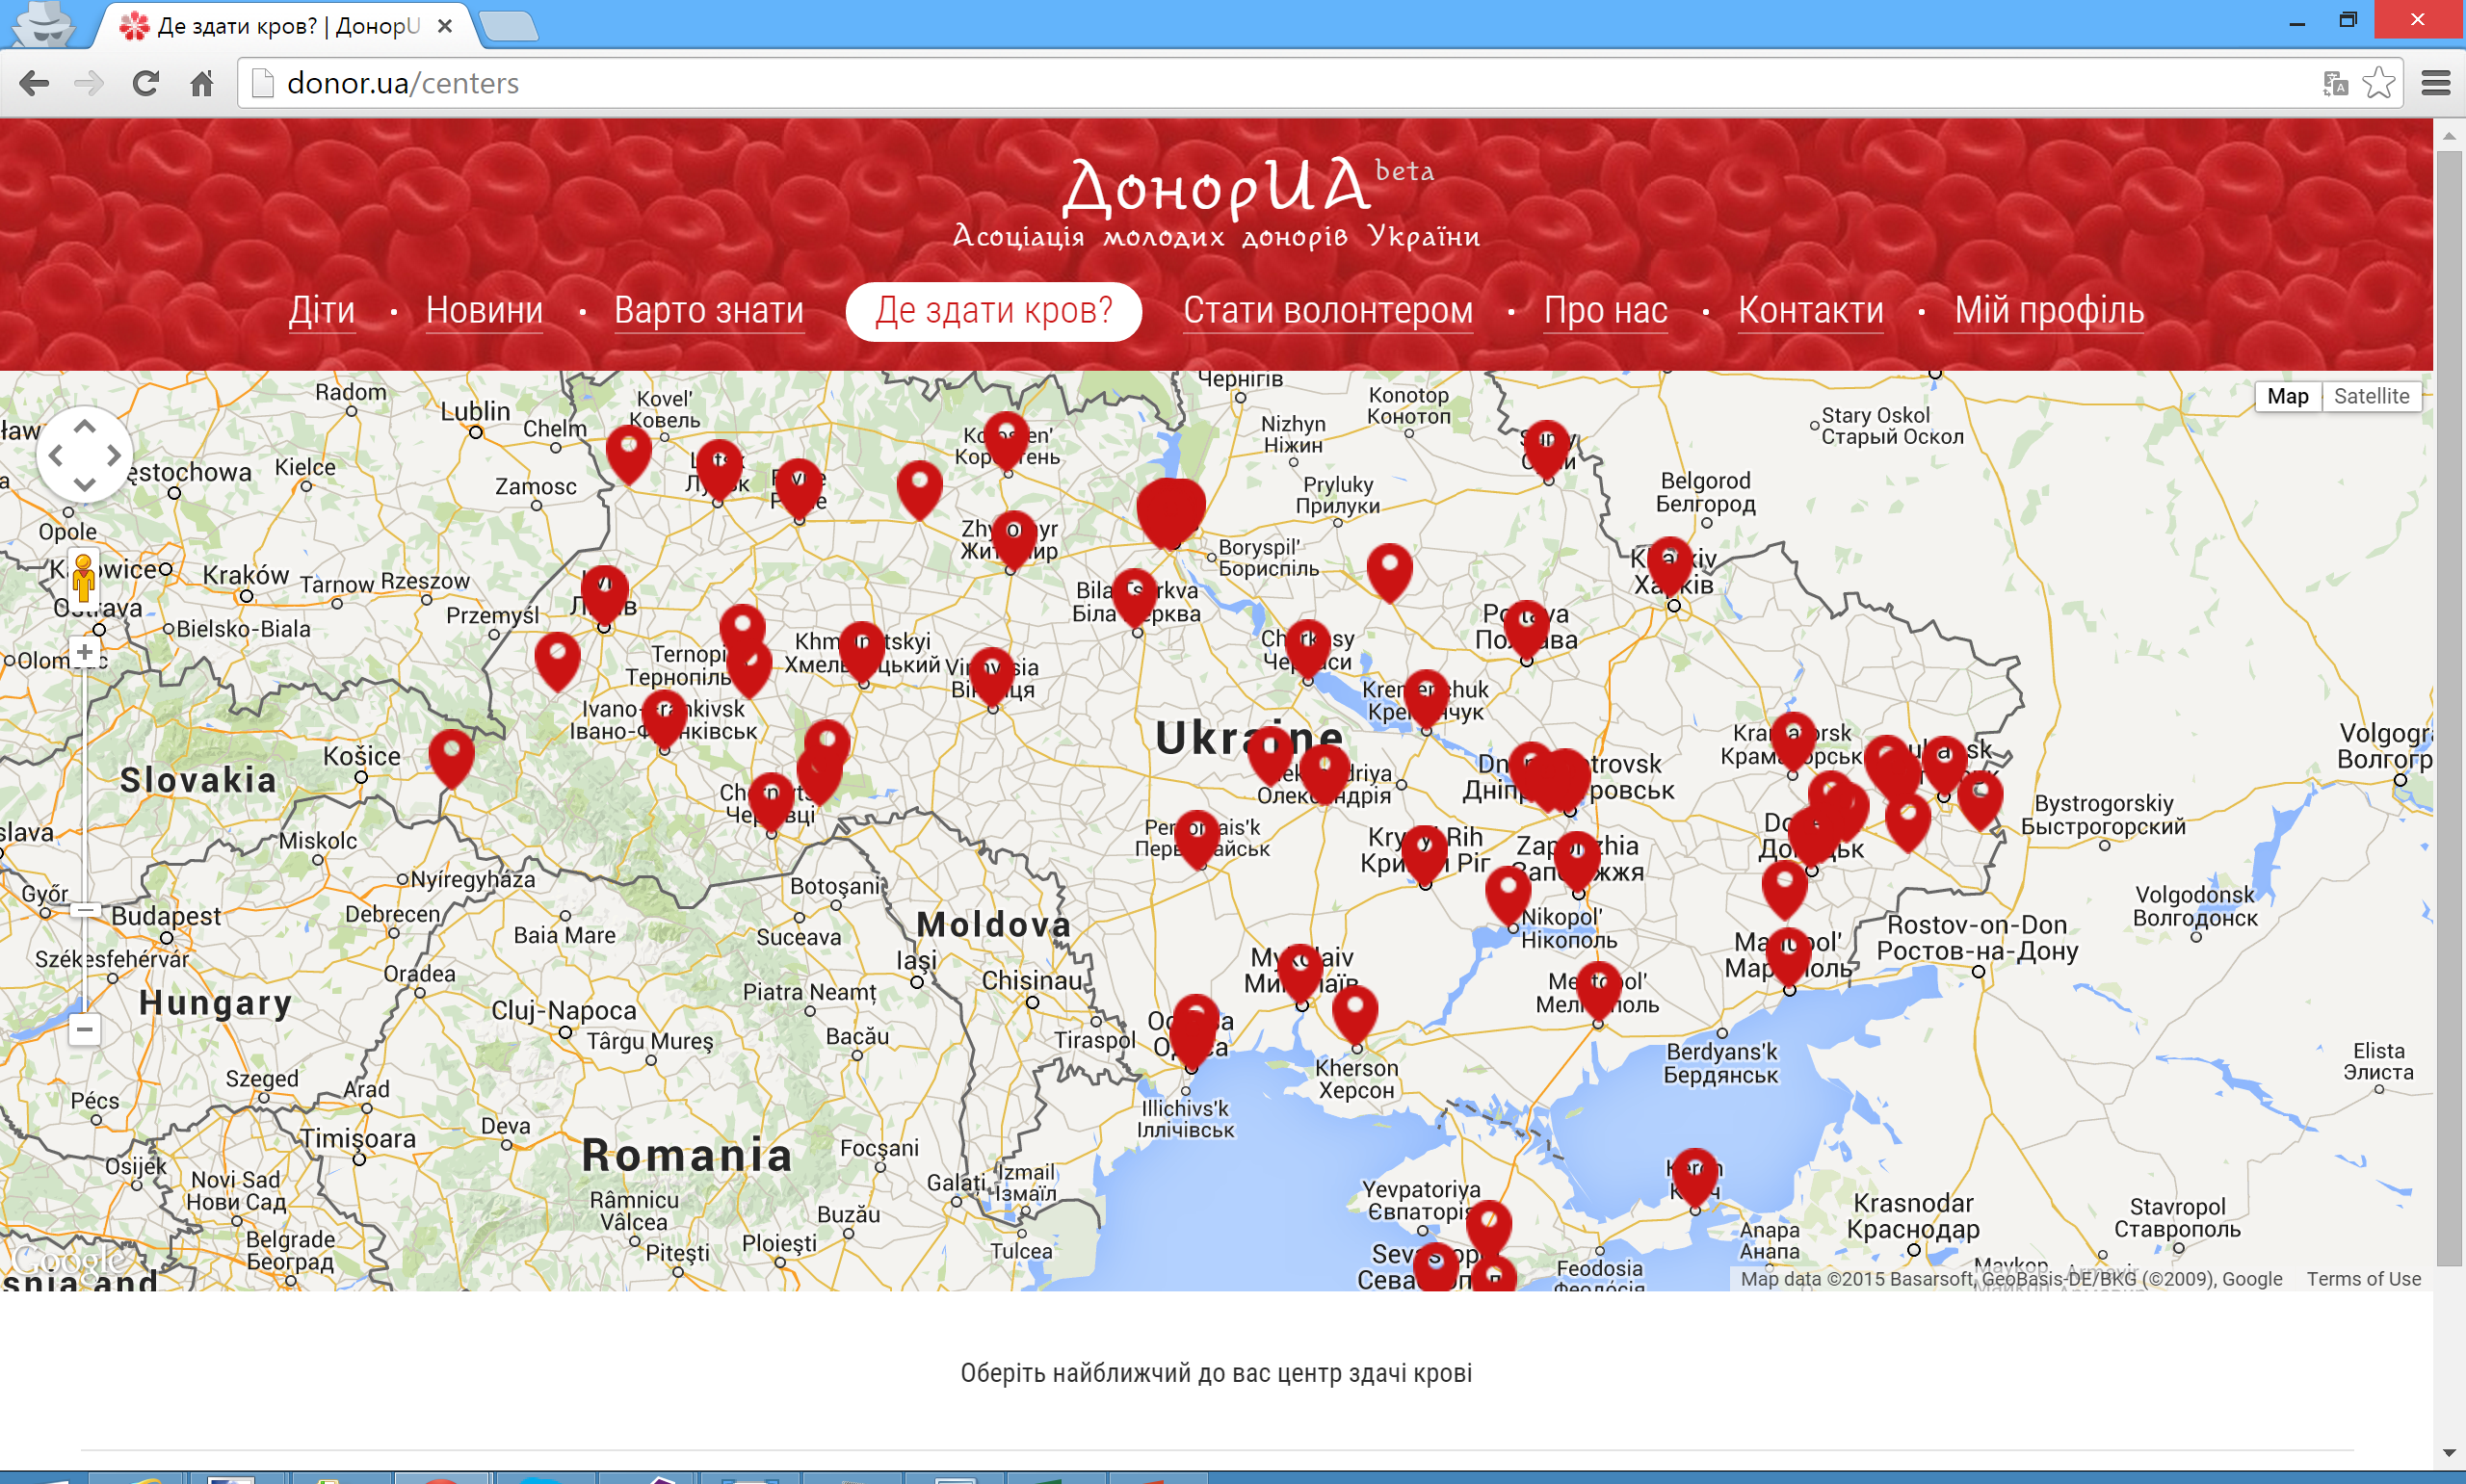 Де здати кров? | ДонорU
donor.ua/centers
ДонорUA beta
Асоціація молодих донорів України
Діти • Новини • Варто знати Де здати кров? Стати волонтером • Про нас • Контакти • Мій профіль
Map Satellite
Radom
Lublin
Chelm
Kovel'
Ковель
Чернігів
Konotop
Конотоп
Nizhyn
Ніжин
Stary Oskol
Старый Оскол
Kielce
Zamosc
Pryluky
Прилуки
Belgorod
Белгород
Opole
Boryspil'
Бориспіль
Kraków
Tarnow
Rzeszow
Przemyśl
Bielsko-Biala
Košice
Slovakia
Miskolc
Nyíregyháza
Győr
Budapest
Debrecen
Székesfehérvár
Hungary
Oradea
Baia Mare
Botoşani
Suceava
Cluj-Napoca
Târgu Mureş
Piatra Neamţ
Bacău
Moldova
Iaşi
Chisinau
Tiraspol
Ukraine
Bystrogorskiy
Быстрогорский
Volgodonsk
Волгодонск
Rostov-on-Don
Ростов-на-Дону
Nikopol'
Нікополь
Kherson
Херсон
Berdyans'k
Бердянськ
Illichivs'k
Іллічівськ
Elista
Элиста
Pécs
Szeged
Arad
Timişoara
Deva
Romania
Focşani
Galaţi
Izmail
Ізмаїл
Osijek
Novi Sad
Нови Сад
Râmnicu
Vâlcea
Buzău
Belgrade
Београд
Piteşti
Ploieşti
Tulcea
Yevpatoriya
Євпаторія
Feodosia
Феодосія
Anapa
Анапа
Krasnodar
Краснодар
Stavropol
Ставрополь
Google
Map data ©2015 Basarsoft, GeoBasis-DE/BKG (©2009), Google Terms of Use
Оберіть найближчий до вас центр здачі крові